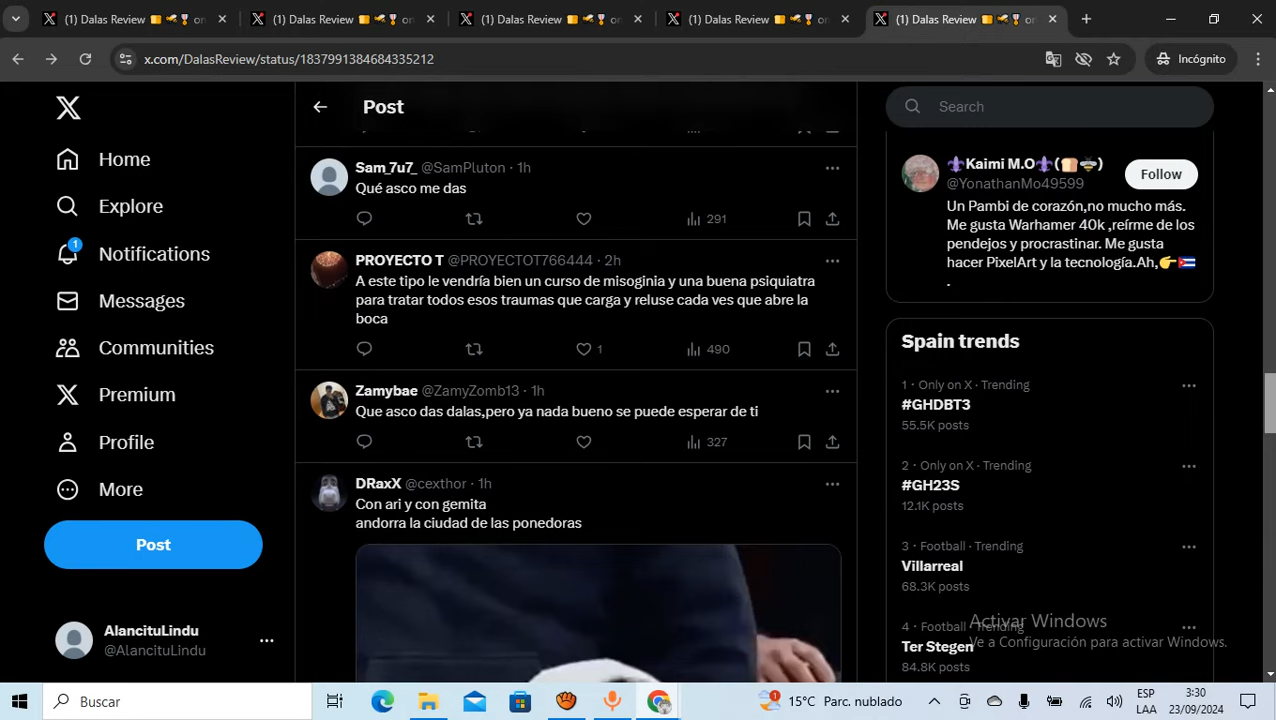 (1) Dalas Review
(1) Dalas Review
(1) Dalas Review
(1) Dalas Review
(1) Dalas Review
x.com/DalasReview/status/1837991384684335212
Incógnito
Home
Explore
1
Notifications
Messages
Communities
Premium
Profile
More
Post
AlancituLindu
@AlancituLindu
Post
Sam_7u7_ @SamPluton · 1h
Qué asco me das
291
PROYECTO T @PROYECTOT766444 · 2h
A este tipo le vendría bien un curso de misoginia y una buena psiquiatra
para tratar todos esos traumas que carga y reluse cada ves que abre la
boca
1
490
Zamybae @ZamyZomb13 · 1h
Que asco das dalas,pero ya nada bueno se puede esperar de ti
327
DRaxX @cexthor · 1h
Con ari y con gemita
andorra la ciudad de las ponedoras
Search
Kaimi M.O ( )
@YonathanMo49599
Follow
Un Pambi de corazón,no mucho más.
Me gusta Warhamer 40k ,reírme de los
pendejos y procrastinar. Me gusta
hacer PixelArt y la tecnología.Ah,
.
Spain trends
1 · Only on X · Trending
#GHDBT3
55.5K posts
2 · Only on X · Trending
#GH23S
12.1K posts
3 · Football · Trending
Villarreal
68.3K posts
4 · Football · Trending
Ter Stegen
84.8K posts
Activar Windows
Ve a Configuración para activar Windows.
Buscar
1
15°C Parc. nublado
ESP
LAA
3:30
23/09/2024